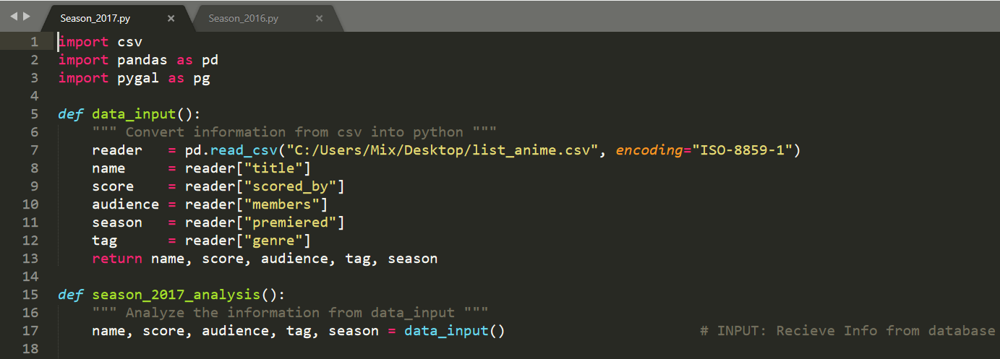 Season_2017.py × Season_2016.py ×
1 import csv
2 import pandas as pd
3 import pygal as pg
4
5 def data_input():
6     """ Convert information from csv into python """
7     reader   = pd.read_csv("C:/Users/Mix/Desktop/list_anime.csv", encoding="ISO-8859-1")
8     name     = reader["title"]
9     score    = reader["scored_by"]
10     audience = reader["members"]
11     season   = reader["premiered"]
12     tag      = reader["genre"]
13     return name, score, audience, tag, season
14
15 def season_2017_analysis():
16     """ Analyze the information from data_input """
17     name, score, audience, tag, season = data_input()                       # INPUT: Recieve Info from database
18